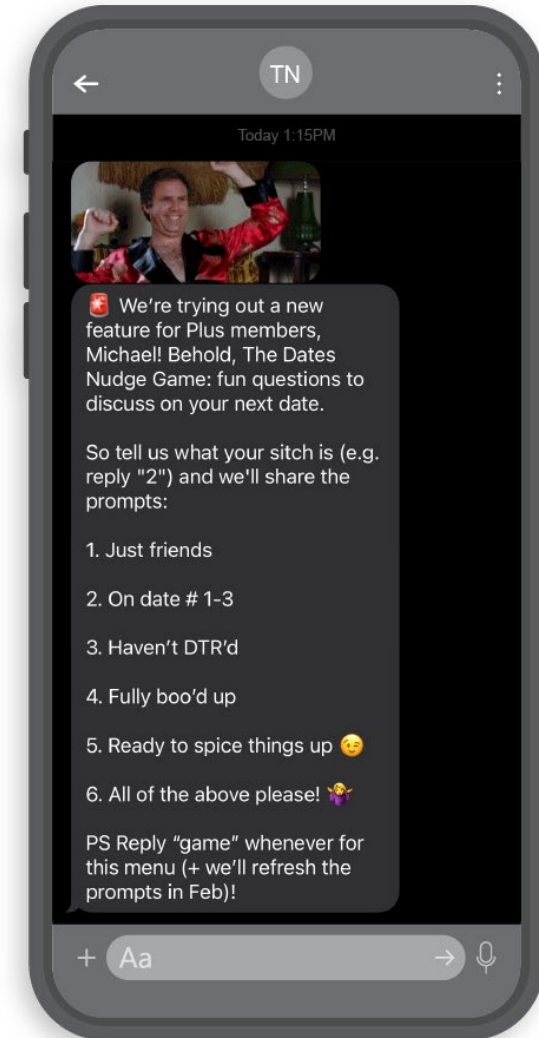 TN
Today 1:15PM
🚨 We’re trying out a new
feature for Plus members,
Michael! Behold, The Dates
Nudge Game: fun questions to
discuss on your next date.
So tell us what your sitch is (e.g.
reply "2") and we'll share the
prompts:
1. Just friends
2. On date # 1-3
3. Haven’t DTR’d
4. Fully boo’d up
5. Ready to spice things up 😉
6. All of the above please! 🤷‍♀️
PS Reply “game” whenever for
this menu (+ we’ll refresh the
prompts in Feb)!
Aa